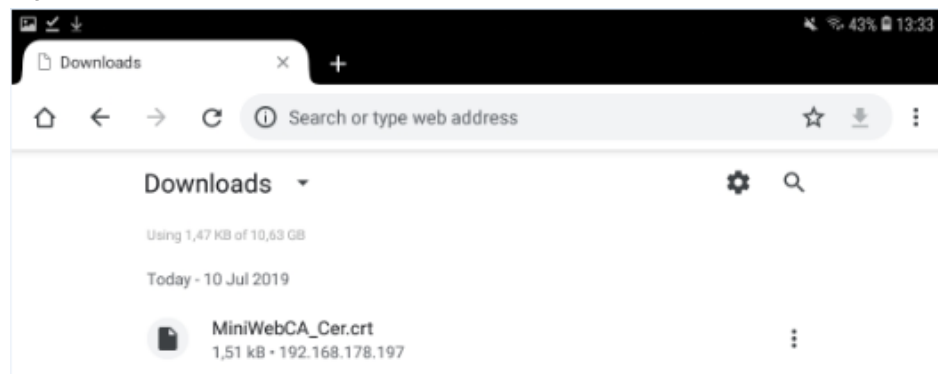 43% 13:33
Downloads
Search or type web address
Downloads
Using 1,47 KB of 10,63 GB
Today - 10 Jul 2019
MiniWebCA_Cer.crt
1,51 kB • 192.168.178.197